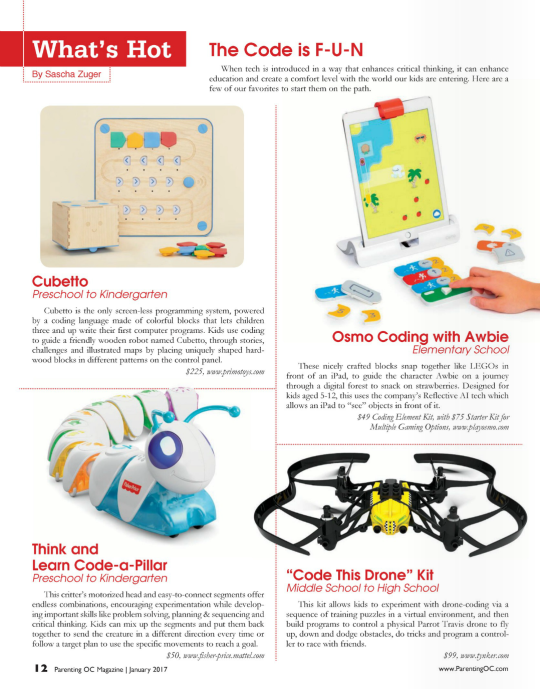 What's Hot
By Sascha Zuger
The Code is F-U-N
When tech is introduced in a way that enhances critical thinking, it can enhance
education and create a comfort level with the world our kids are entering. Here are a
few of our favorites to start them on the path.
Cubetto
Preschool to Kindergarten
Cubetto is the only screen-less programming system, powered
by a coding language made of colorful blocks that lets children
three and up write their first computer programs. Kids use coding
to guide a friendly wooden robot named Cubetto, through stories,
challenges and illustrated maps by placing uniquely shaped hard-
wood blocks in different patterns on the control panel.
$225, www.primotoys.com
Osmo Coding with Awbie
Elementary School
These nicely crafted blocks snap together like LEGOs in
front of an iPad, to guide the character Awbie on a journey
through a digital forest to snack on strawberries. Designed for
kids aged 5-12, this uses the company's Reflective AI tech which
allows an iPad to "see" objects in front of it.
$49 Coding Element Kit, with $75 Starter Kit for
Multiple Gaming Options, www.playosmo.com
Fisher-Price
Think and
Learn Code-a-Pillar
Preschool to Kindergarten
This critter's motorized head and easy-to-connect segments offer
endless combinations, encouraging experimentation while develop-
ing important skills like problem solving, planning & sequencing and
critical thinking. Kids can mix up the segments and put them back
together to send the creature in a different direction every time or
follow a target plan to use the specific movements to reach a goal.
$50, www.fisher-price.mattel.com
"Code This Drone" Kit
Middle School to High School
This kit allows kids to experiment with drone-coding via a
sequence of training puzzles in a virtual environment, and then
build programs to control a physical Parrot Travis drone to fly
up, down and dodge obstacles, do tricks and program a control-
ler to race with friends.
$99, www.tynker.com
12 Parenting OC Magazine | January 2017
www.ParentingOC.com